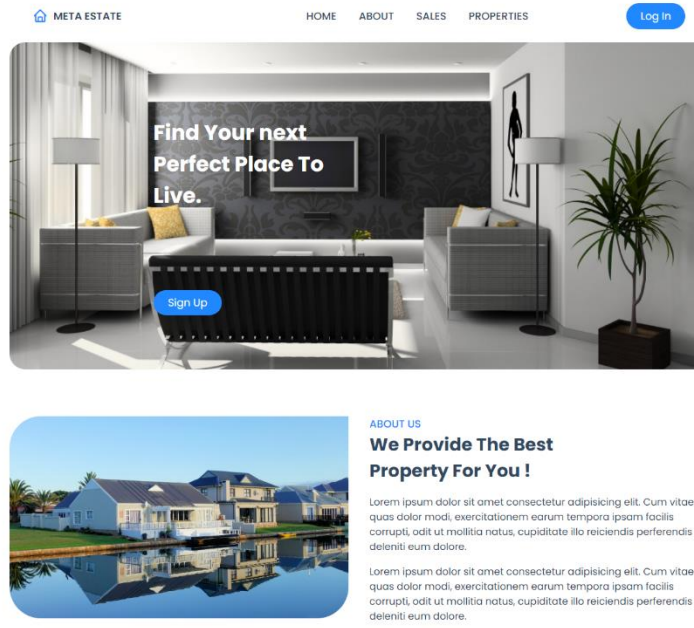 META ESTATE
HOME ABOUT SALES PROPERTIES
Log In
Find Your next
Perfect Place To
Live.
Sign Up
ABOUT US
We Provide The Best
Property For You !
Lorem ipsum dolor sit amet consectetur adipisicing elit. Cum vitae
quas dolor modi, exercitationem earum tempora ipsam facilis
corrupti, odit ut mollitia natus, cupiditate illo reiciendis perferendis
deleniti eum dolore.
Lorem ipsum dolor sit amet consectetur adipisicing elit. Cum vitae
quas dolor modi, exercitationem earum tempora ipsam facilis
corrupti, odit ut mollitia natus, cupiditate illo reiciendis perferendis
deleniti eum dolore.